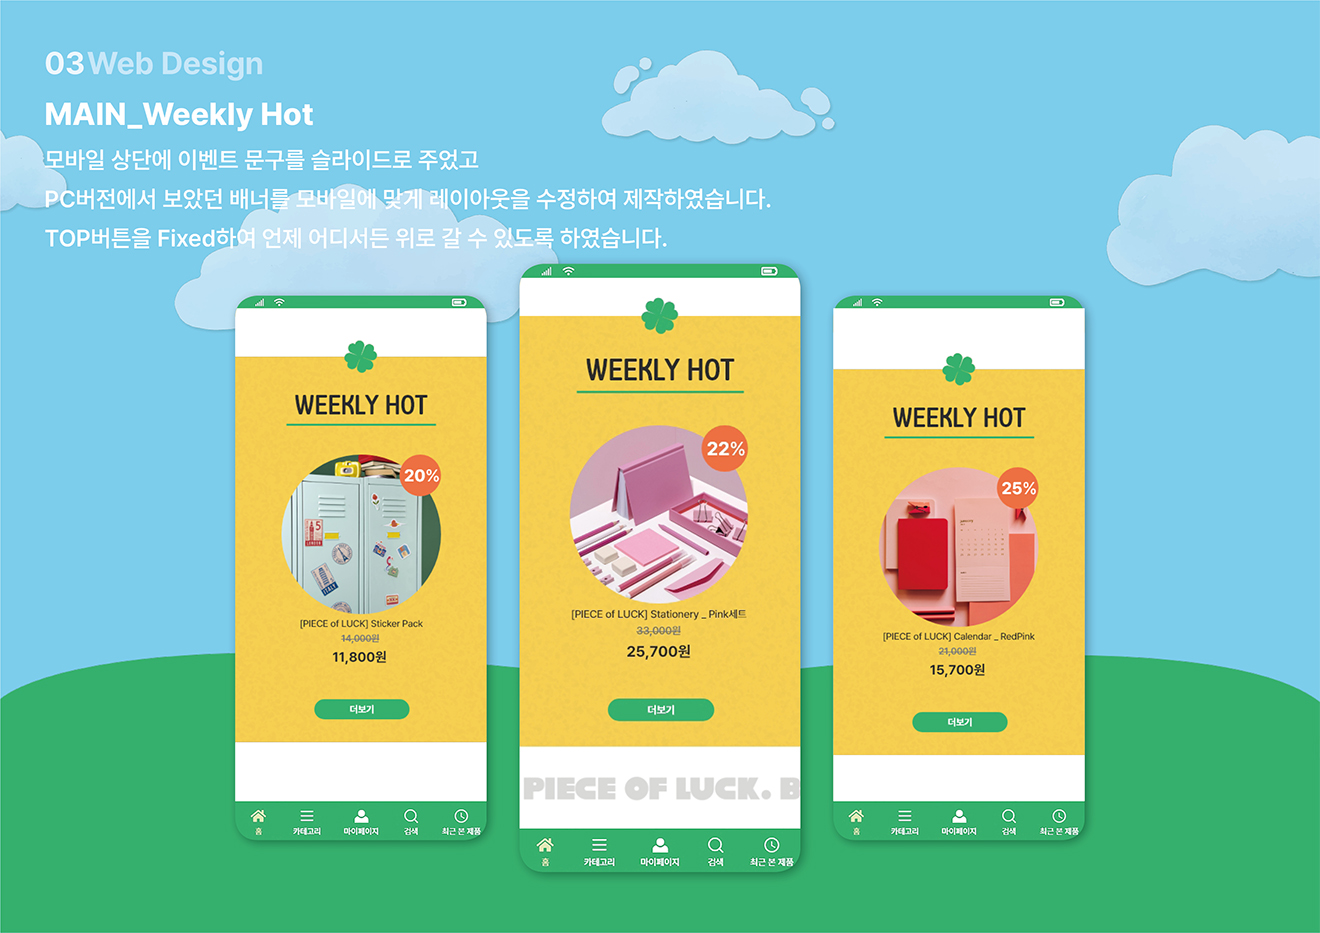 03 Web Design
MAIN_Weekly Hot
모바일 상단에 이벤트 문구를 슬라이드로 주었고
PC버전에서 보았던 배너를 모바일에 맞게 레이아웃을 수정하여 제작하였습니다.
TOP버튼을 Fixed하여 언제 어디서든 위로 갈 수 있도록 하였습니다.
WEEKLY HOT
20%
[PIECE of LUCK] Sticker Pack
14,000원
11,800원
더보기
홈 카테고리 마이페이지 검색 최근 본 제품
WEEKLY HOT
22%
[PIECE of LUCK] Stationery _ Pink세트
33,000원
25,700원
더보기
PIECE OF LUCK. B
홈 카테고리 마이페이지 검색 최근 본 제품
WEEKLY HOT
25%
[PIECE of LUCK] Calendar _ RedPink
21,000원
15,700원
더보기
홈 카테고리 마이페이지 검색 최근 본 제품